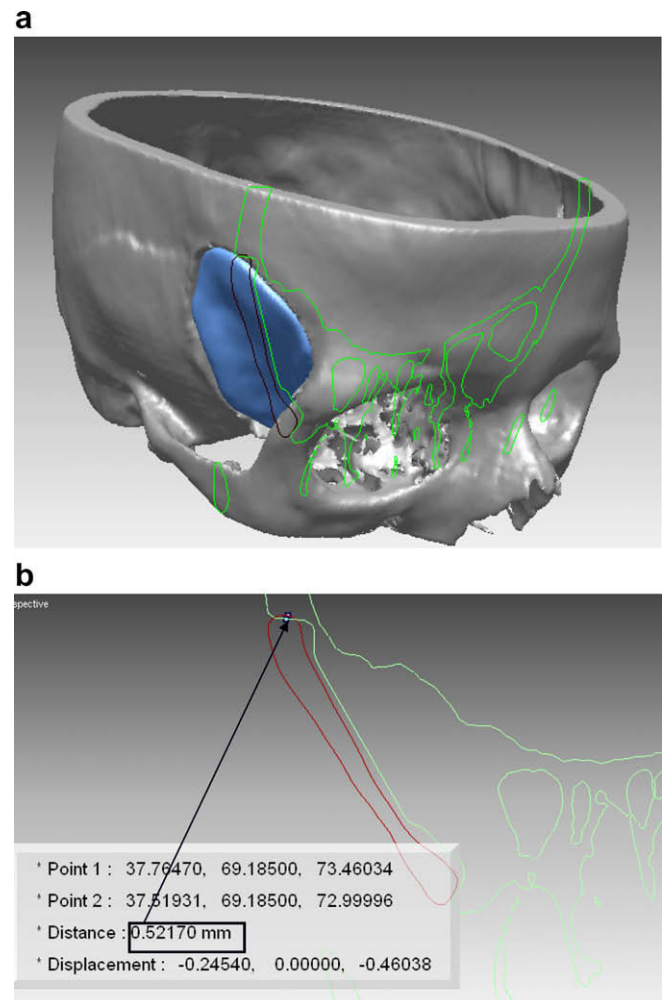 a
b
spective
* Point 1 : 37.76470, 69.18500, 73.46034
* Point 2 : 37.51931, 69.18500, 72.99996
* Distance : 0.52170 mm
* Displacement : -0.24540, 0.00000, -0.46038